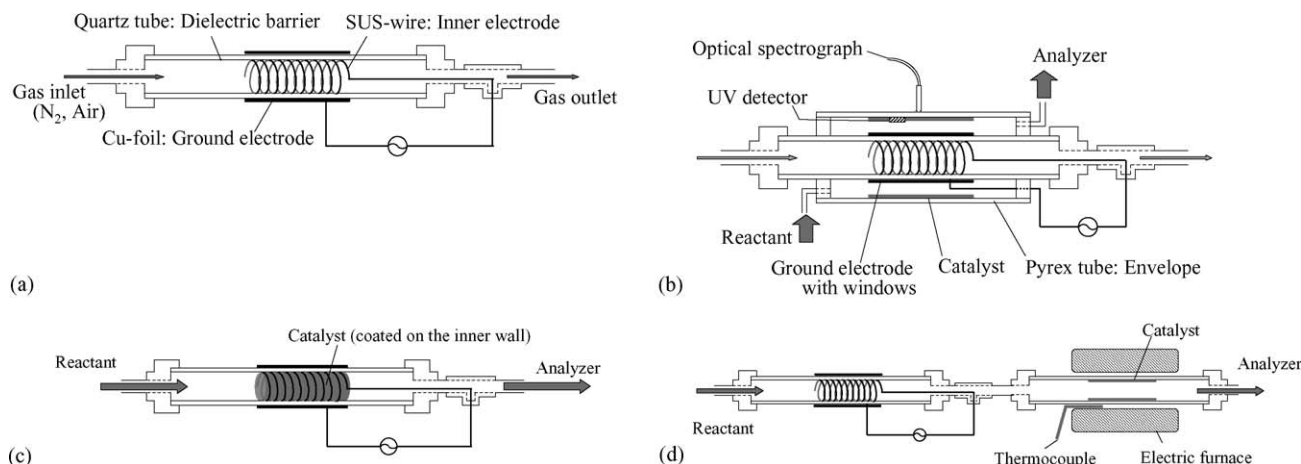 Quartz tube: Dielectric barrier
SUS-wire: Inner electrode
Gas inlet
(N₂, Air)
Gas outlet
Cu-foil: Ground electrode
(a)
Optical spectrograph
Analyzer
UV detector
Reactant
Ground electrode
with windows
Catalyst
Pyrex tube: Envelope
(b)
Catalyst (coated on the inner wall)
Reactant
Analyzer
(c)
Catalyst
Analyzer
Reactant
Thermocouple
Electric furnace
(d)